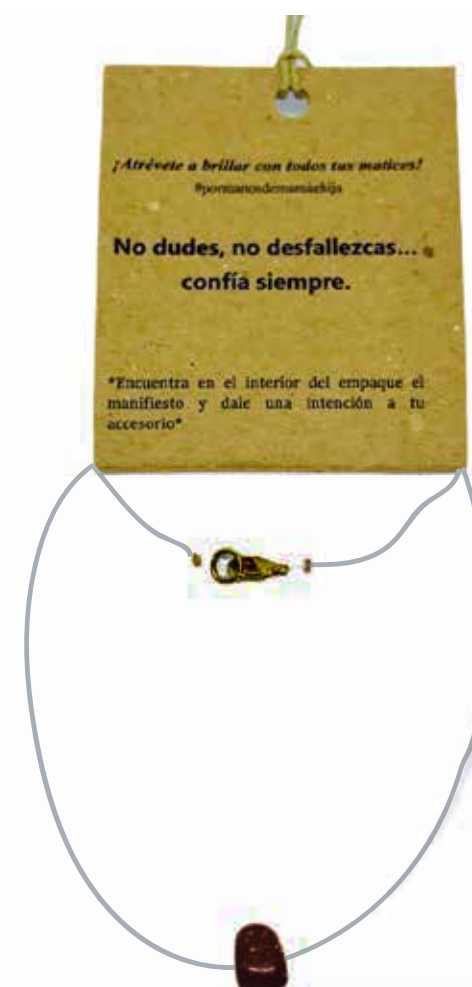 ¡Atrévete a brillar con todos tus matices!
#pormanosdemamáehija
No dudes, no desfallezcas...
confía siempre.
*Encuentra en el interior del empaque el
manifiesto y dale una intención a tu
accesorio*